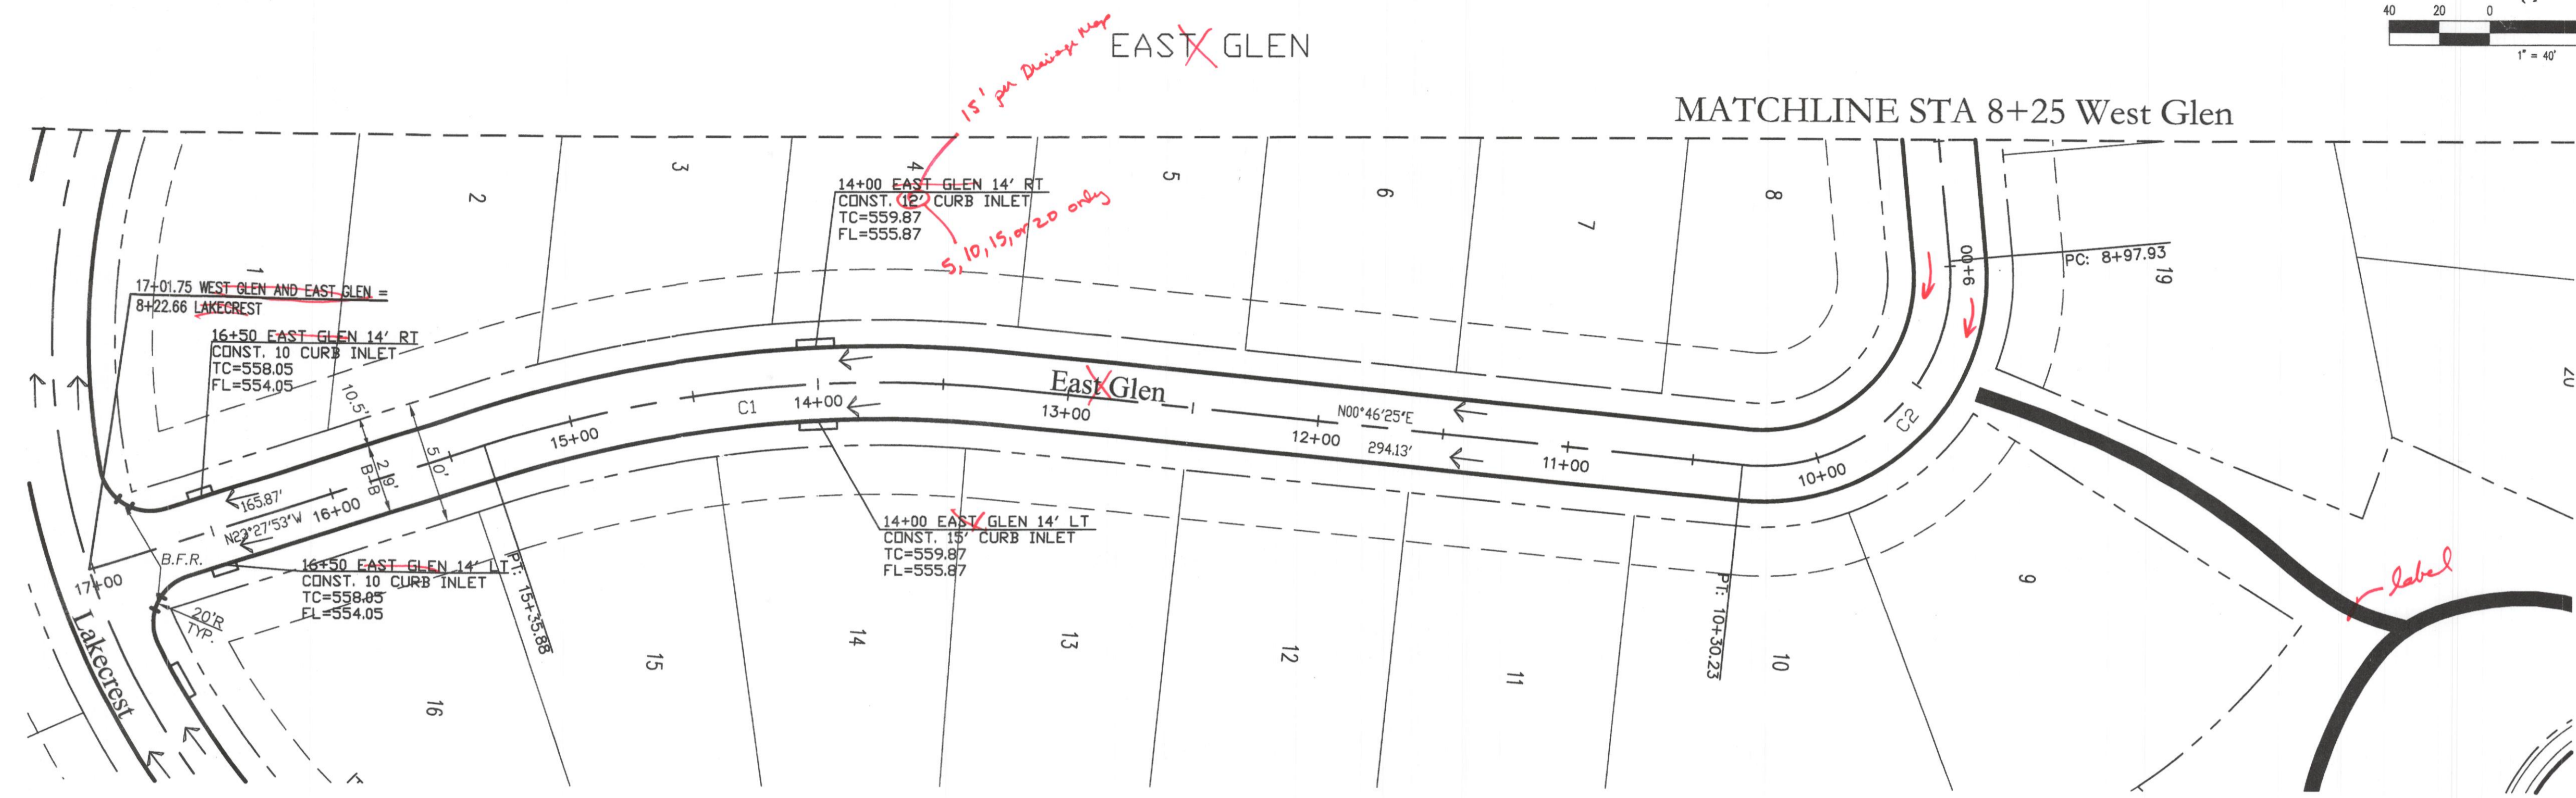 EAST GLEN
15' per Drainage Map
40 20 0
1" = 40'
MATCHLINE STA 8+25 West Glen
2
3
4
5
6
7
8
19
1
14+00 EAST GLEN 14' RT
CONST. 12' CURB INLET
TC=559.87
FL=555.87
5, 10, 15, or 20 only
17+01.75 WEST GLEN AND EAST GLEN =
8+22.66 LAKECREST
16+50 EAST GLEN 14' RT
CONST. 10 CURB INLET
TC=558.05
FL=554.05
9+00
PC: 8+97.93
20
10.5'
29'
B-B
50'
East Glen
C1
14+00
13+00
15+00
12+00
N00°46'25"E
294.13'
11+00
10+00
C2
165.87'
N23°27'53"W
16+00
B.F.R.
17+00
14+00 EAST GLEN 14' LT
CONST. 15' CURB INLET
TC=559.87
FL=555.87
16+50 EAST GLEN 14' LT
CONST. 10 CURB INLET
TC=558.05
FL=554.05
PT: 15+35.88
PT: 10+30.23
20'R
TYP.
Lakecrest
label
16
15
14
13
12
11
10
9